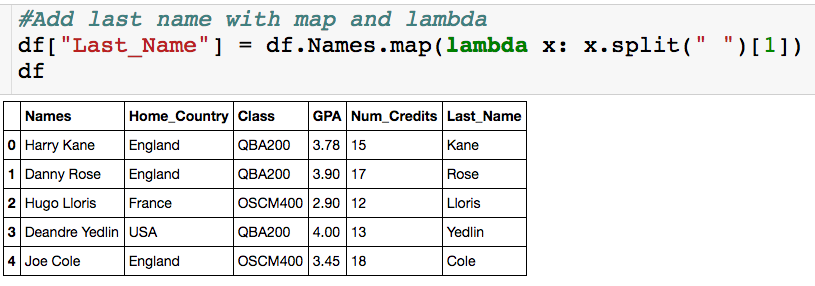 #Add last name with map and lambda
df["Last_Name"] = df.Names.map(lambda x: x.split(" ")[1])
df
Names Home_Country Class GPA Num_Credits Last_Name
0 Harry Kane England QBA200 3.78 15 Kane
1 Danny Rose England QBA200 3.90 17 Rose
2 Hugo Lloris France OSCM400 2.90 12 Lloris
3 Deandre Yedlin USA QBA200 4.00 13 Yedlin
4 Joe Cole England OSCM400 3.45 18 Cole